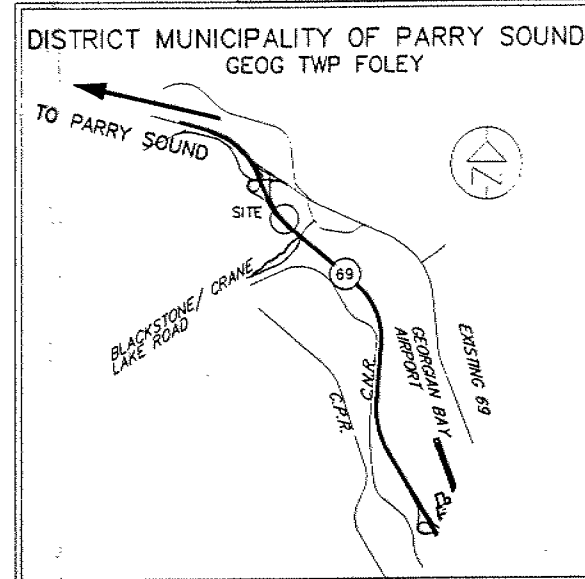 DISTRICT MUNICIPALITY OF PARRY SOUND
GEOG TWP FOLEY
TO PARRY SOUND
N
SITE
69
BLACKSTONE/ CRANE
LAKE ROAD
C.P.R.
C.N.R.
GEORGIAN BAY
AIRPORT
EXISTING 69